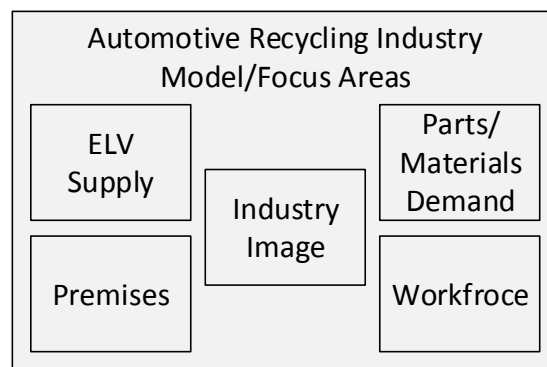 Automotive Recycling Industry
Model/Focus Areas
ELV
Supply
Parts/
Materials
Demand
Industry
Image
Premises
Workfroce